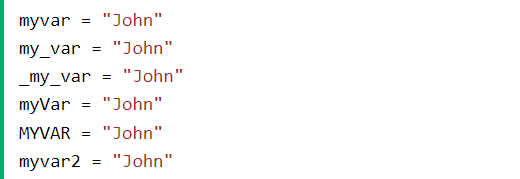 myvar = "John"
my_var = "John"
_my_var = "John"
myVar = "John"
MYVAR = "John"
myvar2 = "John"